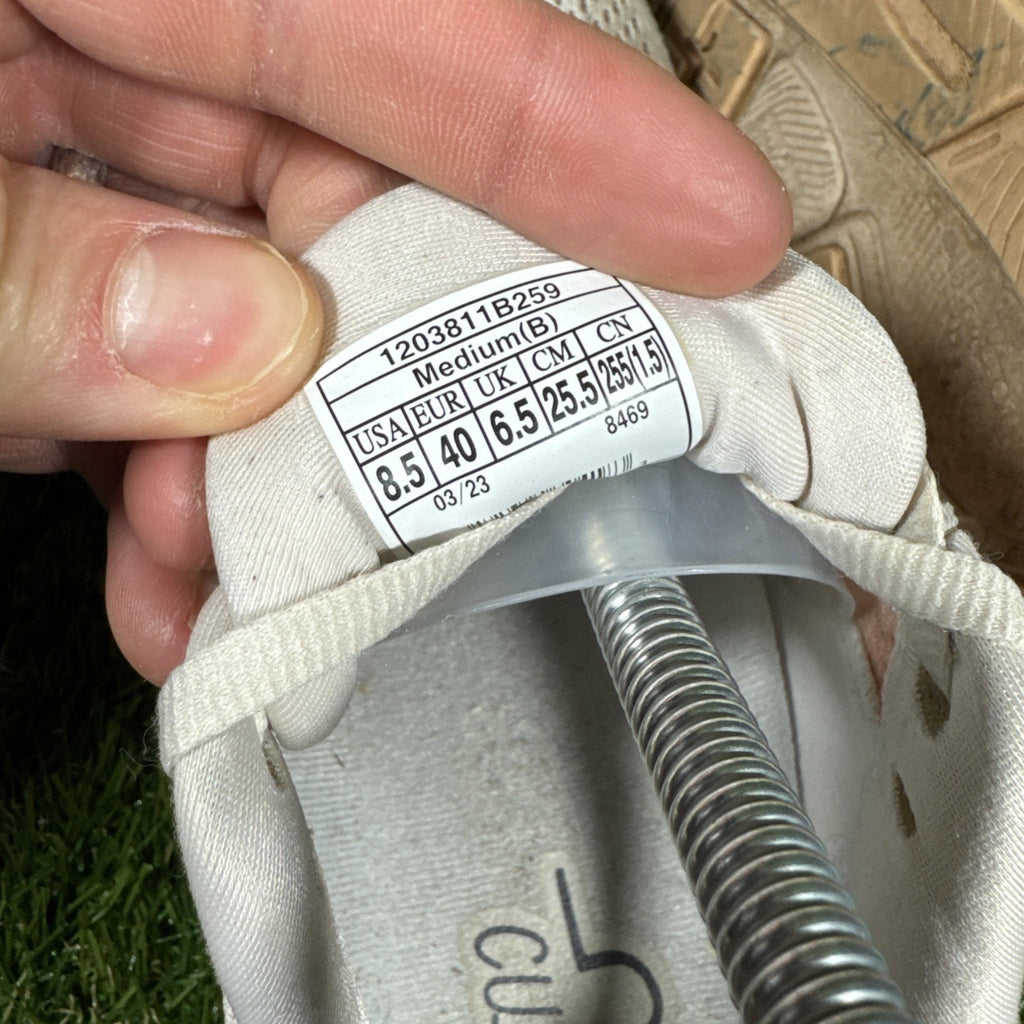 1203811B259
Medium(B)
USA EUR UK CM CN
8.5 40 6.5 25.5 255(1.5)
03/23 8469